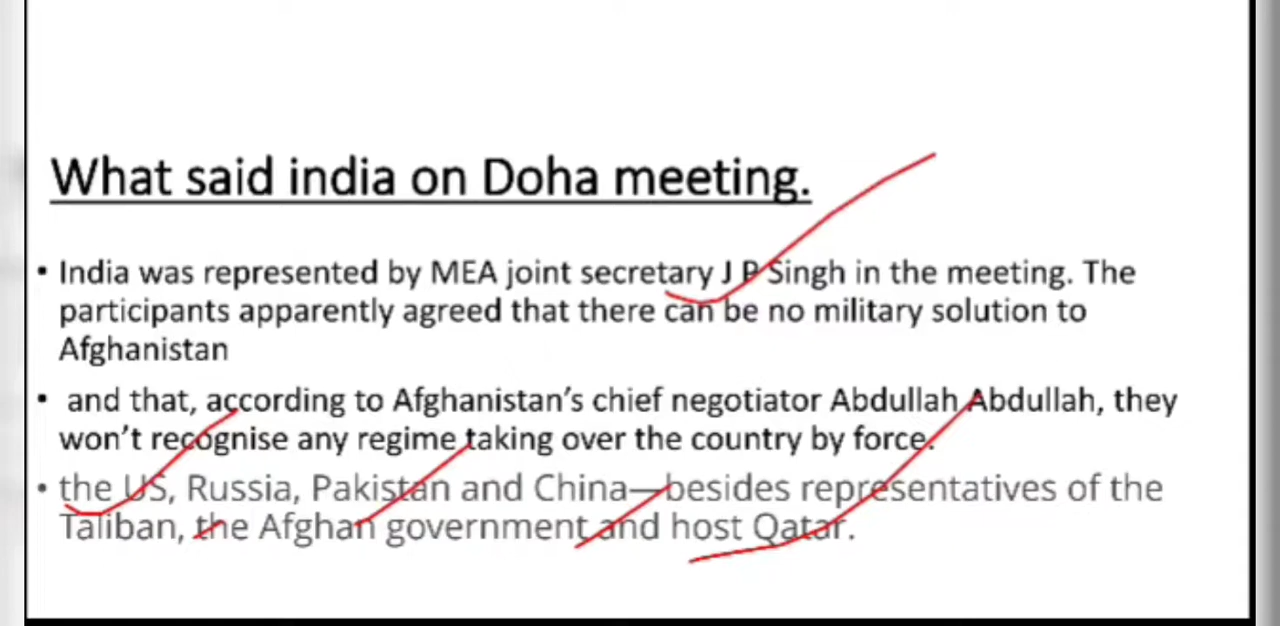 What said india on Doha meeting.
• India was represented by MEA joint secretary J P Singh in the meeting. The
participants apparently agreed that there can be no military solution to
Afghanistan
• and that, according to Afghanistan’s chief negotiator Abdullah Abdullah, they
won’t recognise any regime taking over the country by force.
• the US, Russia, Pakistan and China—besides representatives of the
Taliban, the Afghan government and host Qatar.